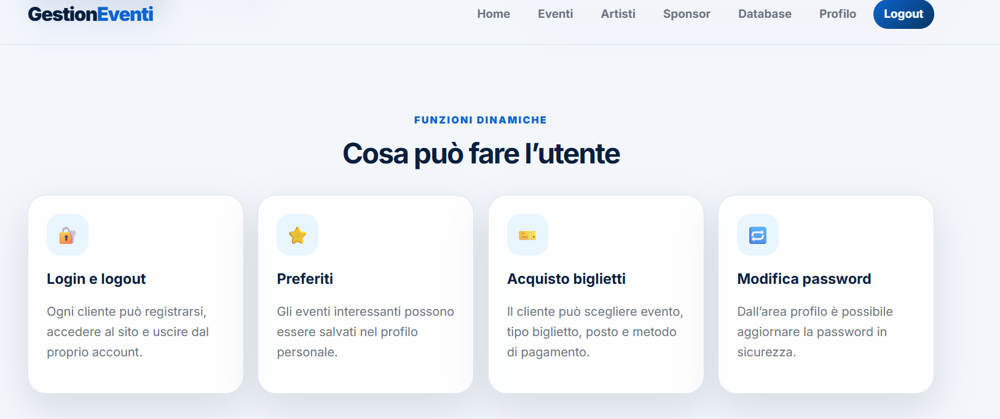 GestionEventi
Home Eventi Artisti Sponsor Database Profilo Logout
FUNZIONI DINAMICHE
Cosa può fare l’utente
Login e logout
Ogni cliente può registrarsi,
accedere al sito e uscire dal
proprio account.
Preferiti
Gli eventi interessanti possono
essere salvati nel profilo
personale.
Acquisto biglietti
Il cliente può scegliere evento,
tipo biglietto, posto e metodo
di pagamento.
Modifica password
Dall’area profilo è possibile
aggiornare la password in
sicurezza.